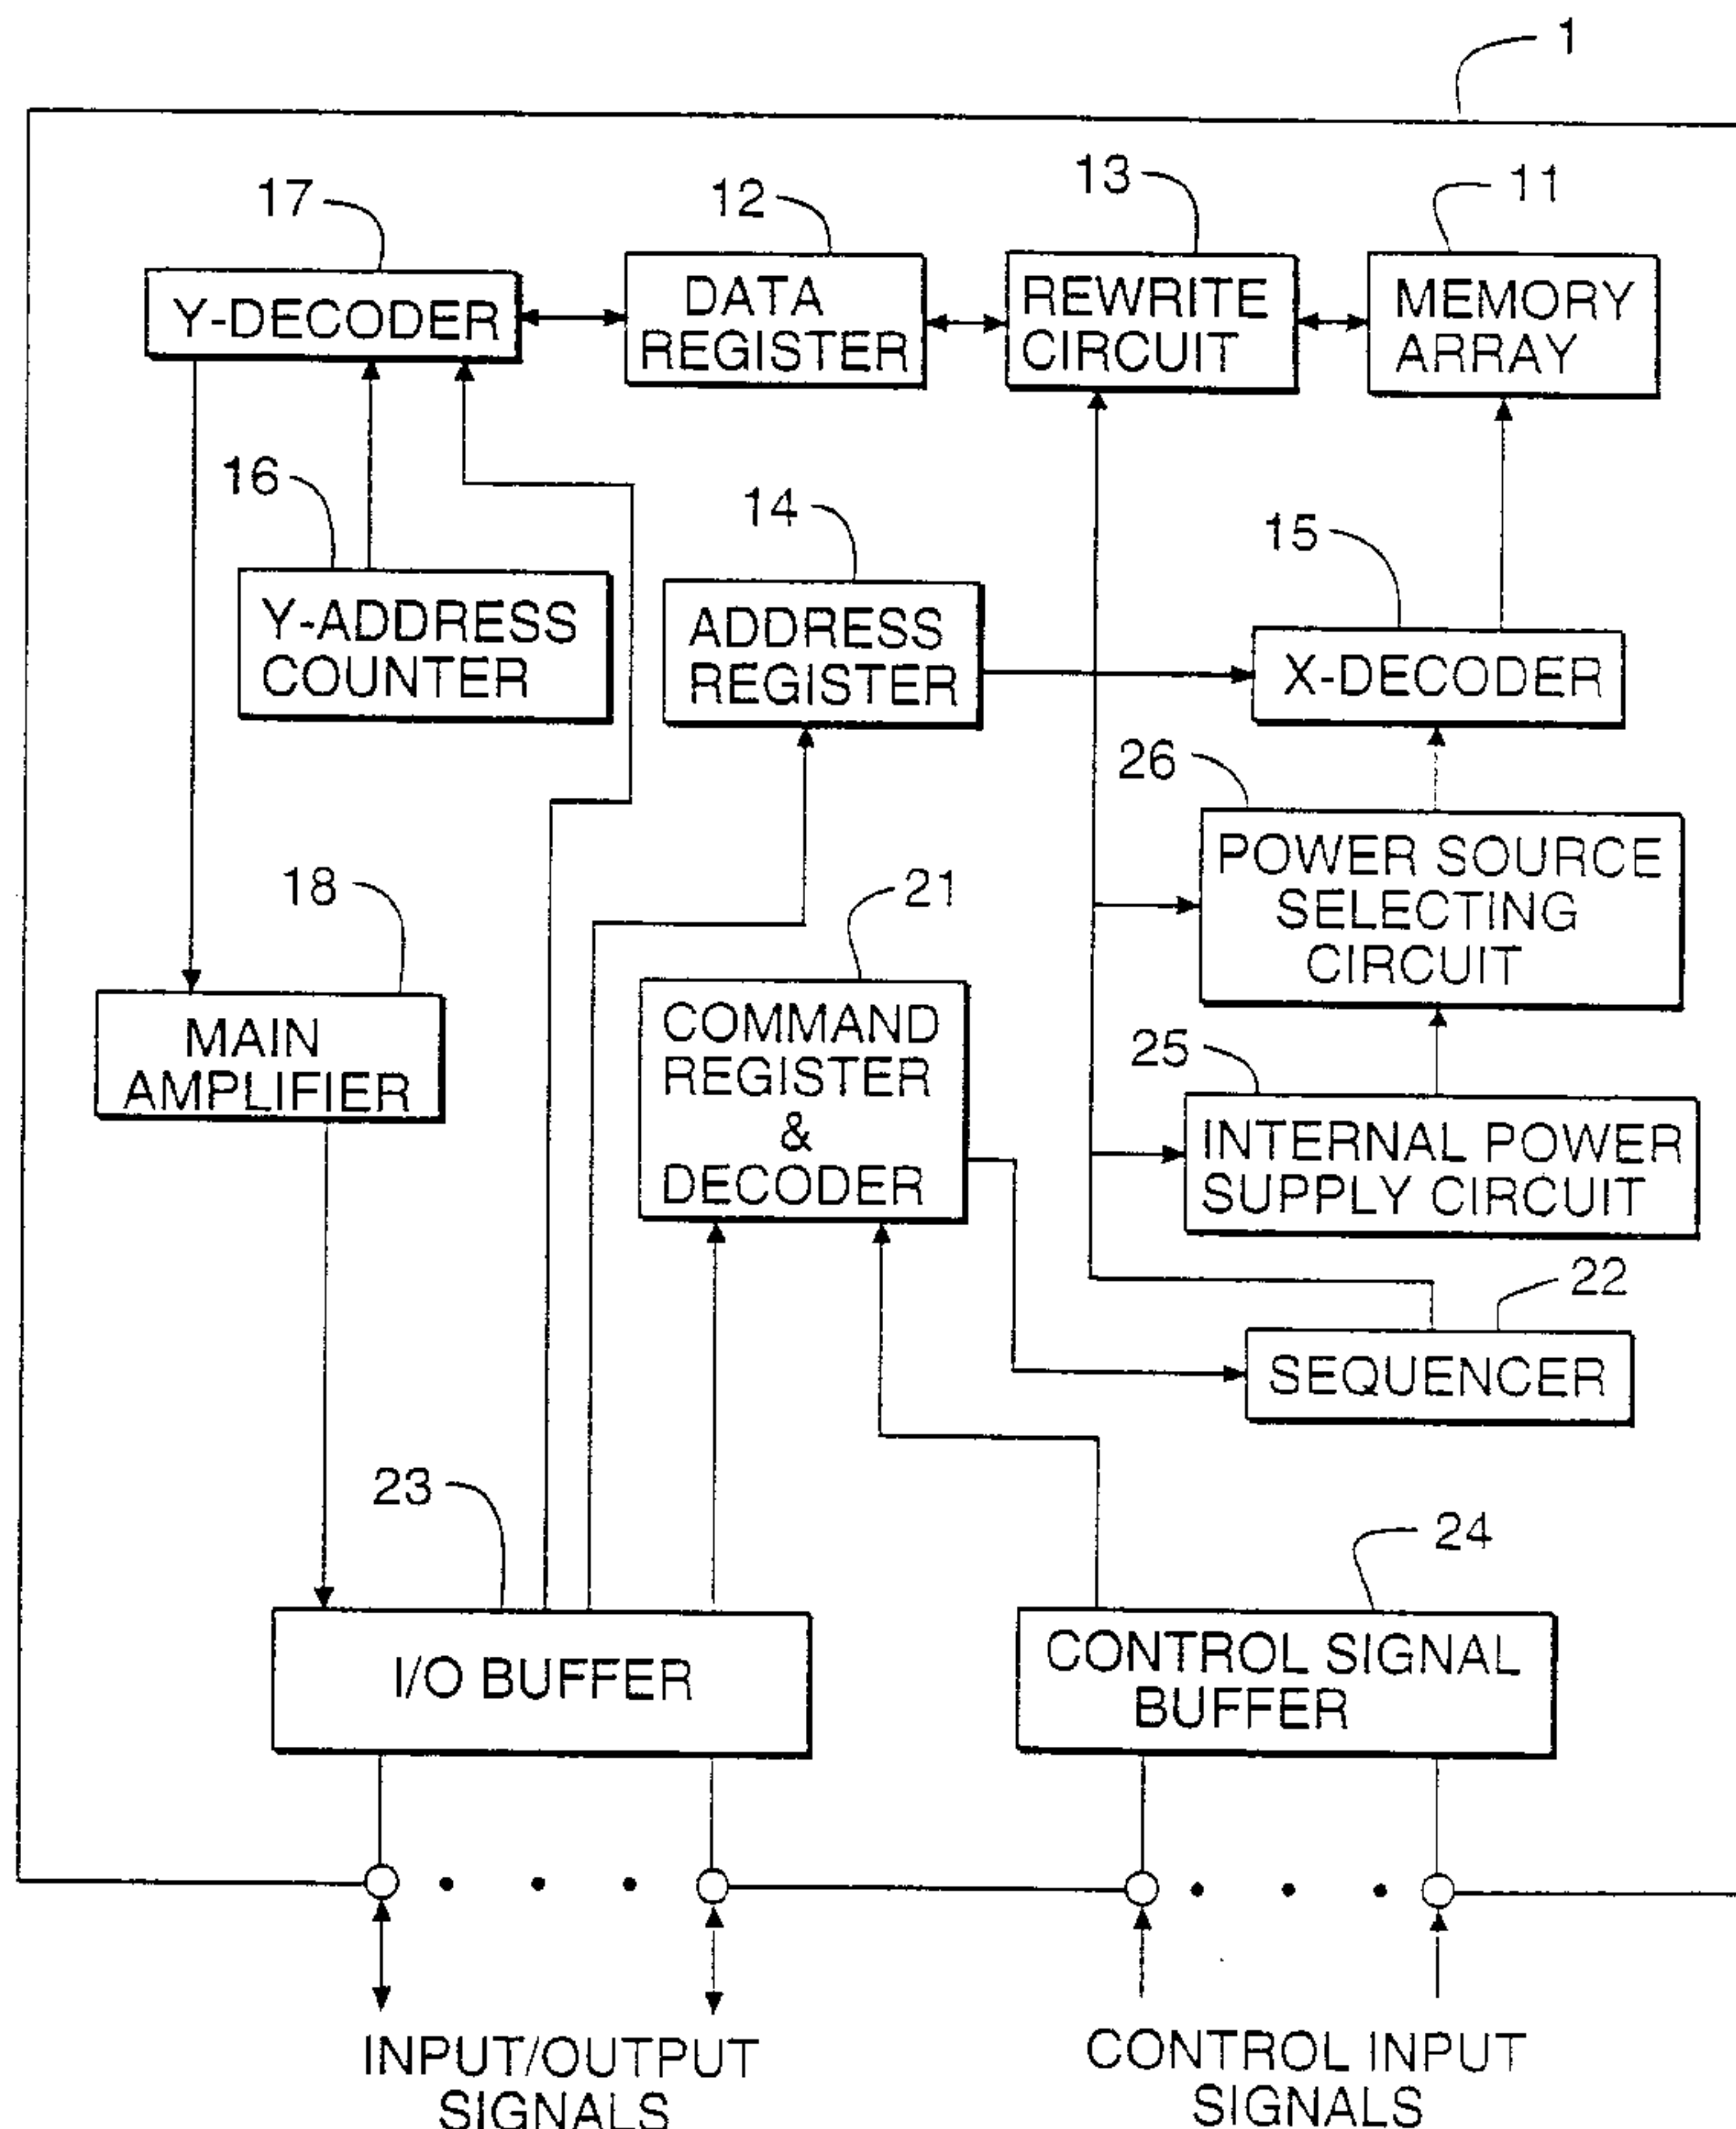 1
17
12
13
11
Y-DECODER
DATA
REGISTER
REWRITE
CIRCUIT
MEMORY
ARRAY
16
14
15
Y-ADDRESS
COUNTER
ADDRESS
REGISTER
X-DECODER
26
POWER SOURCE
SELECTING
CIRCUIT
18
21
MAIN
AMPLIFIER
COMMAND
REGISTER
&
DECODER
25
INTERNAL POWER
SUPPLY CIRCUIT
22
SEQUENCER
23
24
I/O BUFFER
CONTROL SIGNAL
BUFFER
INPUT/OUTPUT
SIGNALS
CONTROL INPUT
SIGNALS